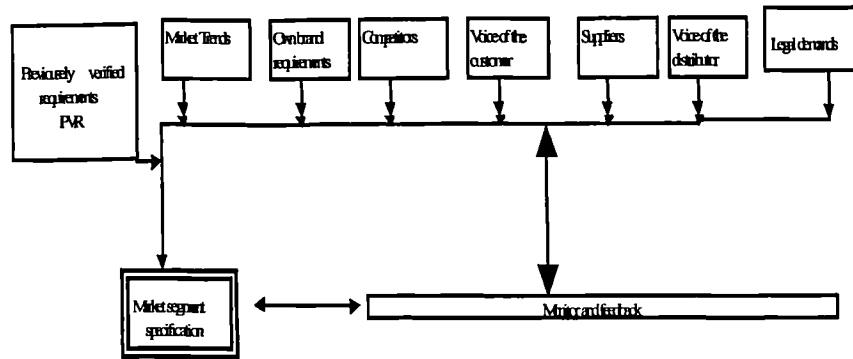 Previously verified
requirements
PVR
Market Trends
Own brand
requirements
Competitors
Voice of the
customer
Suppliers
Voice of the
distributor
Legal demands
Market segment
specification
Monitor and feedback